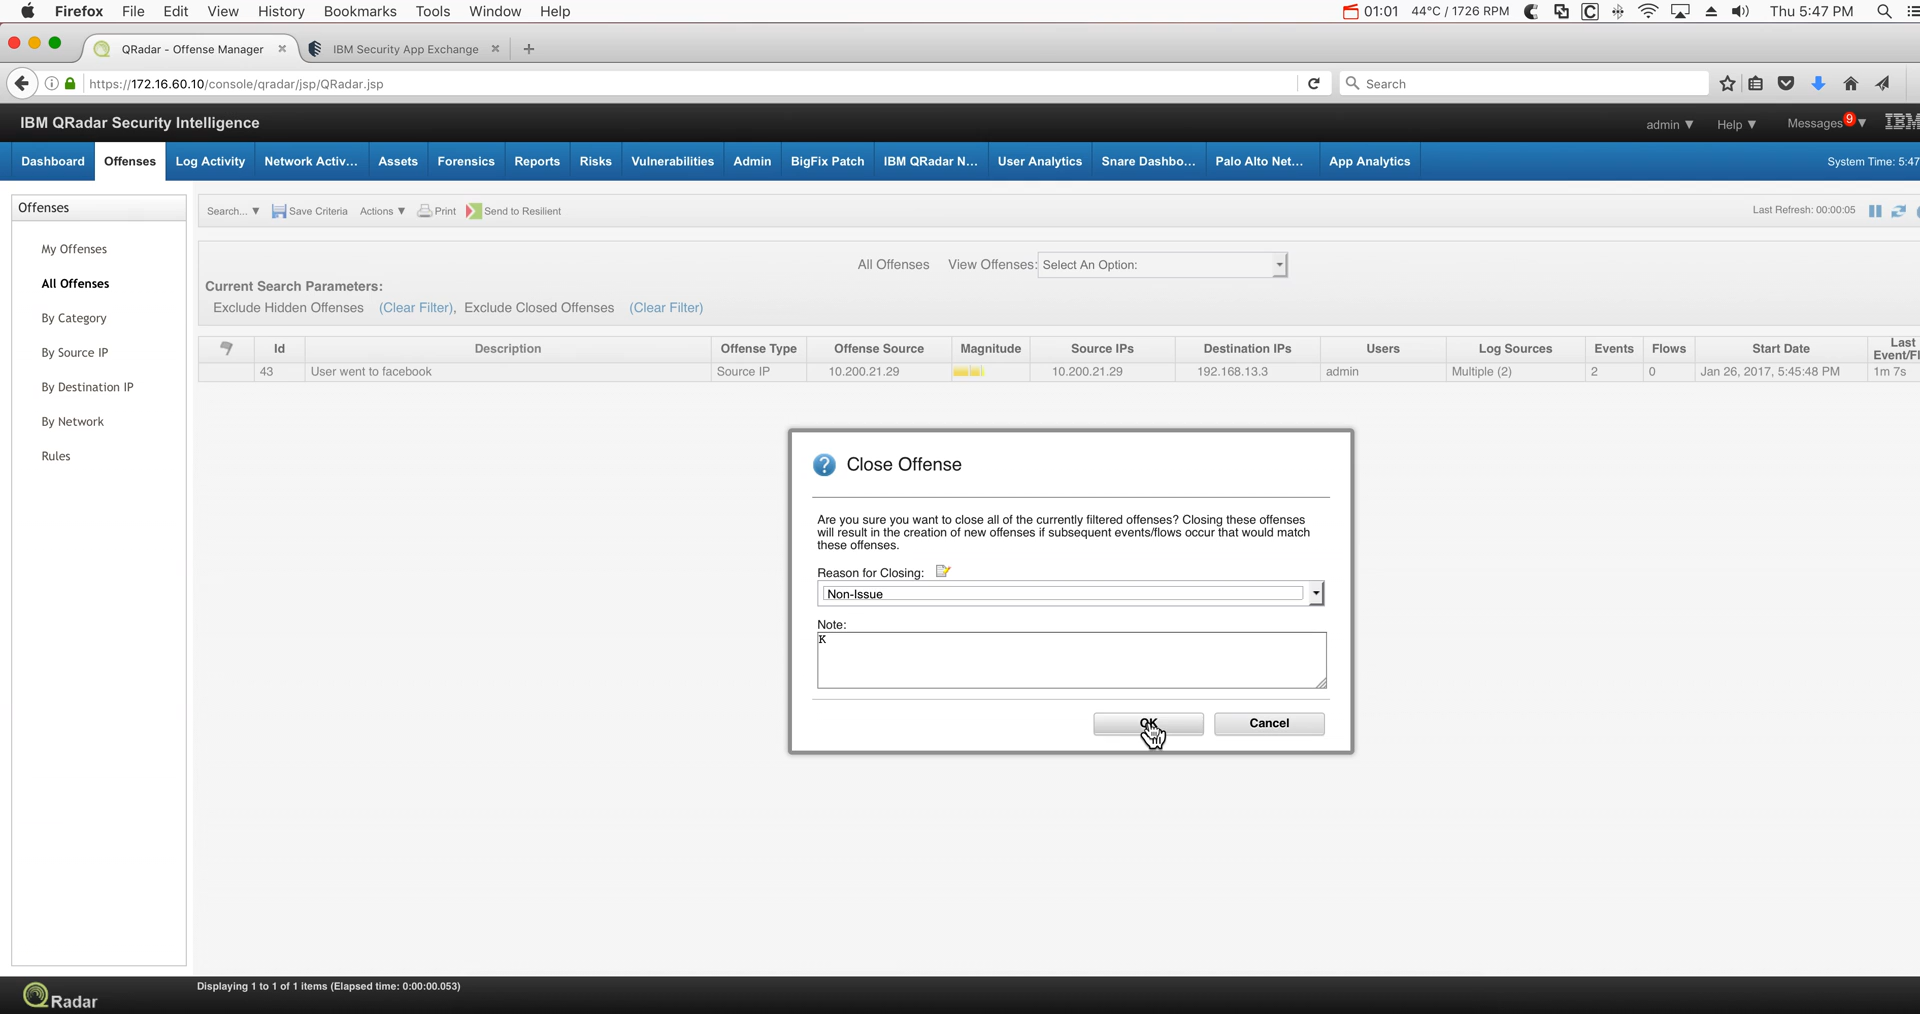 Firefox File Edit View History Bookmarks Tools Window Help 01:01 44°C / 1726 RPM Thu 5:47 PM
QRadar - Offense Manager IBM Security App Exchange
https://172.16.60.10/console/qradar/jsp/QRadar.jsp Search
IBM QRadar Security Intelligence admin ▼ Help ▼ Messages 9 ▼ IBM
Dashboard Offenses Log Activity Network Activ... Assets Forensics Reports Risks Vulnerabilities Admin BigFix Patch IBM QRadar N... User Analytics Snare Dashbo... Palo Alto Net... App Analytics System Time: 5:47
Offenses
My Offenses
All Offenses
By Category
By Source IP
By Destination IP
By Network
Rules
Search... ▼ Save Criteria Actions ▼ Print Send to Resilient Last Refresh: 00:00:05
All Offenses View Offenses: Select An Option:
Current Search Parameters:
Exclude Hidden Offenses (Clear Filter), Exclude Closed Offenses (Clear Filter)
Id Description Offense Type Offense Source Magnitude Source IPs Destination IPs Users Log Sources Events Flows Start Date Last
Event/Fl
43 User went to facebook Source IP 10.200.21.29 10.200.21.29 192.168.13.3 admin Multiple (2) 2 0 Jan 26, 2017, 5:45:48 PM 1m 7s
Close Offense
Are you sure you want to close all of the currently filtered offenses? Closing these offenses
will result in the creation of new offenses if subsequent events/flows occur that would match
these offenses.
Reason for Closing:
Non-Issue
Note:
K
OK Cancel
Displaying 1 to 1 of 1 items (Elapsed time: 0:00:00.053)
QRadar